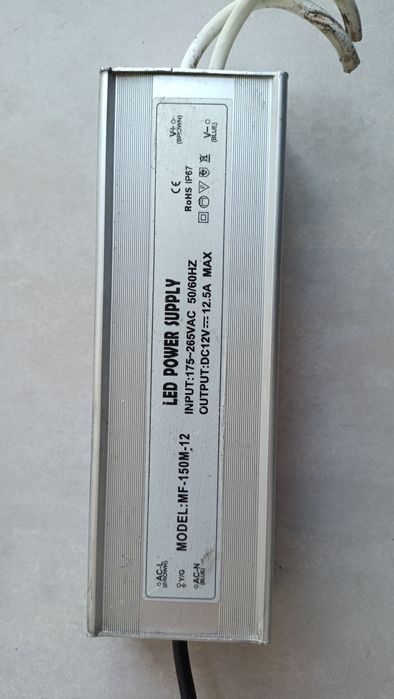 ○AC-L
(BROWN)
Y/G
○AC-N
(BLUE)
LED POWER SUPPLY
MODEL:MF-150M-12
INPUT:175~265VAC 50/60HZ
OUTPUT:DC12V⎓12.5A MAX
CE
RoHS IP67
V+○
(BROWN)
V-○
(BLUE)